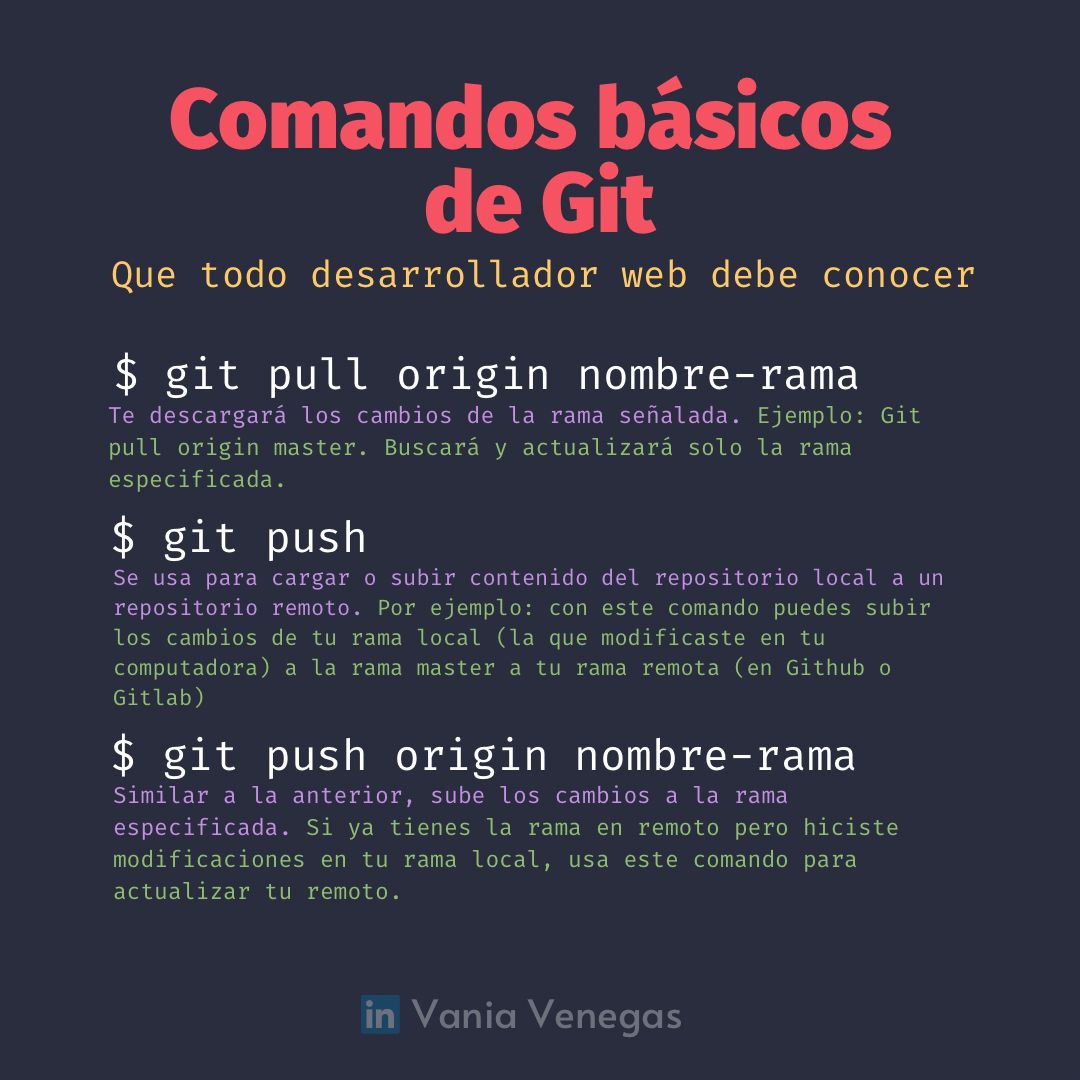 Comandos básicos
de Git
Que todo desarrollador web debe conocer
$ git pull origin nombre-rama
Te descargará los cambios de la rama señalada. Ejemplo: Git
pull origin master. Buscará y actualizará solo la rama
especificada.
$ git push
Se usa para cargar o subir contenido del repositorio local a un
repositorio remoto. Por ejemplo: con este comando puedes subir
los cambios de tu rama local (la que modificaste en tu
computadora) a la rama master a tu rama remota (en Github o
Gitlab)
$ git push origin nombre-rama
Similar a la anterior, sube los cambios a la rama
especificada. Si ya tienes la rama en remoto pero hiciste
modificaciones en tu rama local, usa este comando para
actualizar tu remoto.
in Vania Venegas